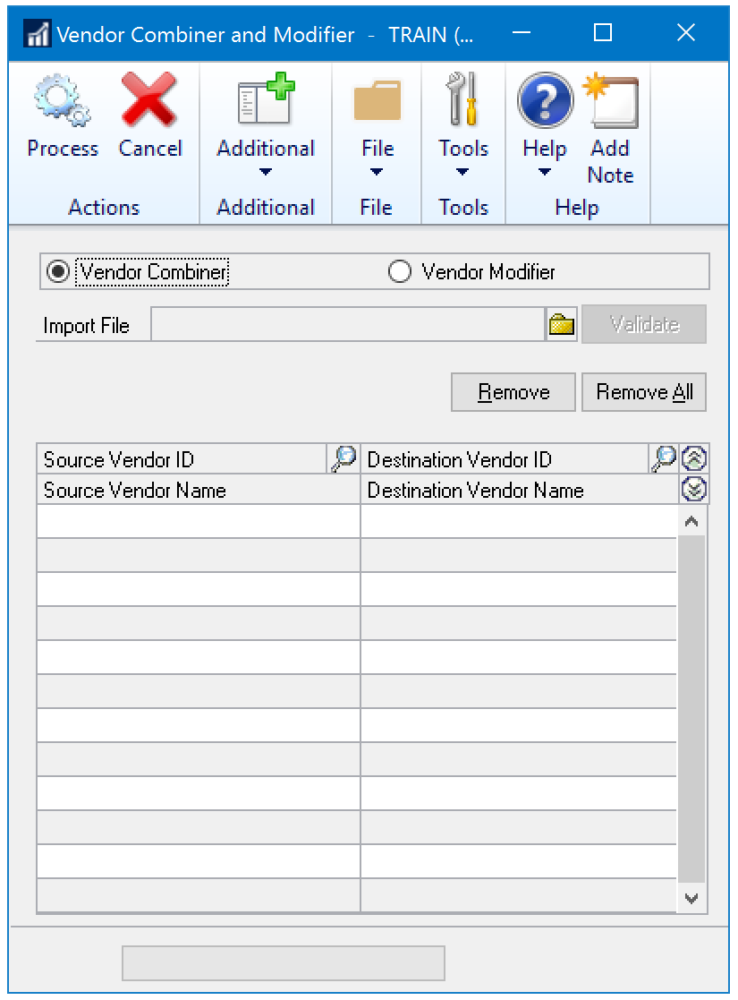 Vendor Combiner and Modifier - TRAIN (...
Process Cancel Additional File Tools Help Add Note
Actions Additional File Tools Help
Vendor Combiner Vendor Modifier
Import File Validate
Remove Remove All
Source Vendor ID Destination Vendor ID
Source Vendor Name Destination Vendor Name